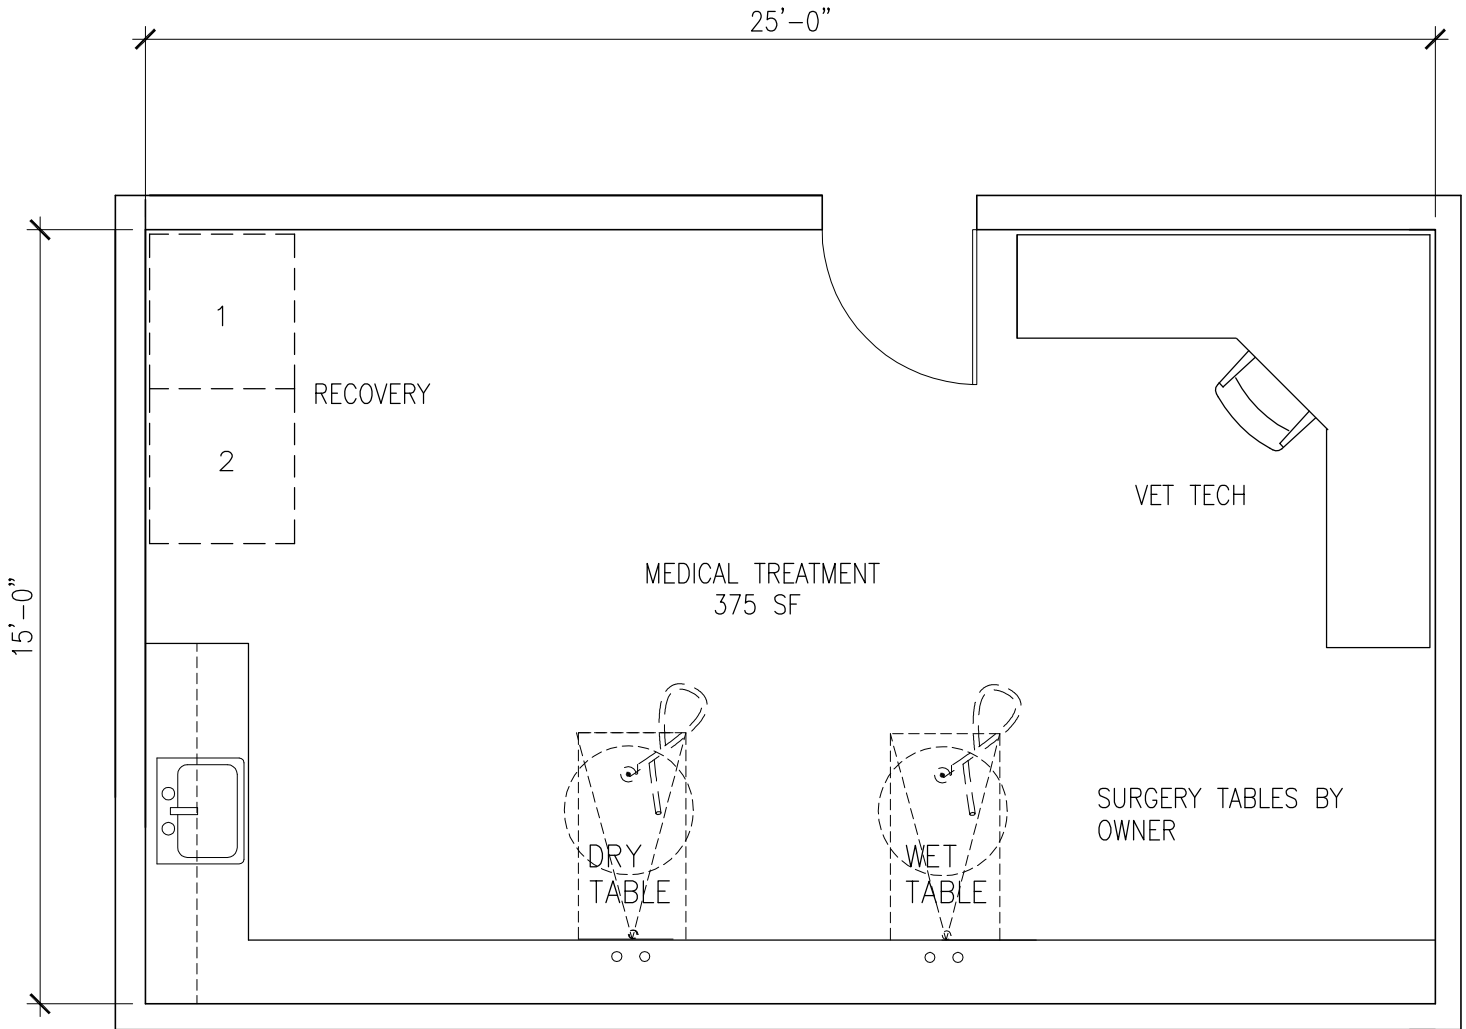 25'-0"
1
RECOVERY
2
VET TECH
MEDICAL TREATMENT
375 SF
15'-0"
SURGERY TABLES BY
OWNER
DRY
TABLE
WET
TABLE